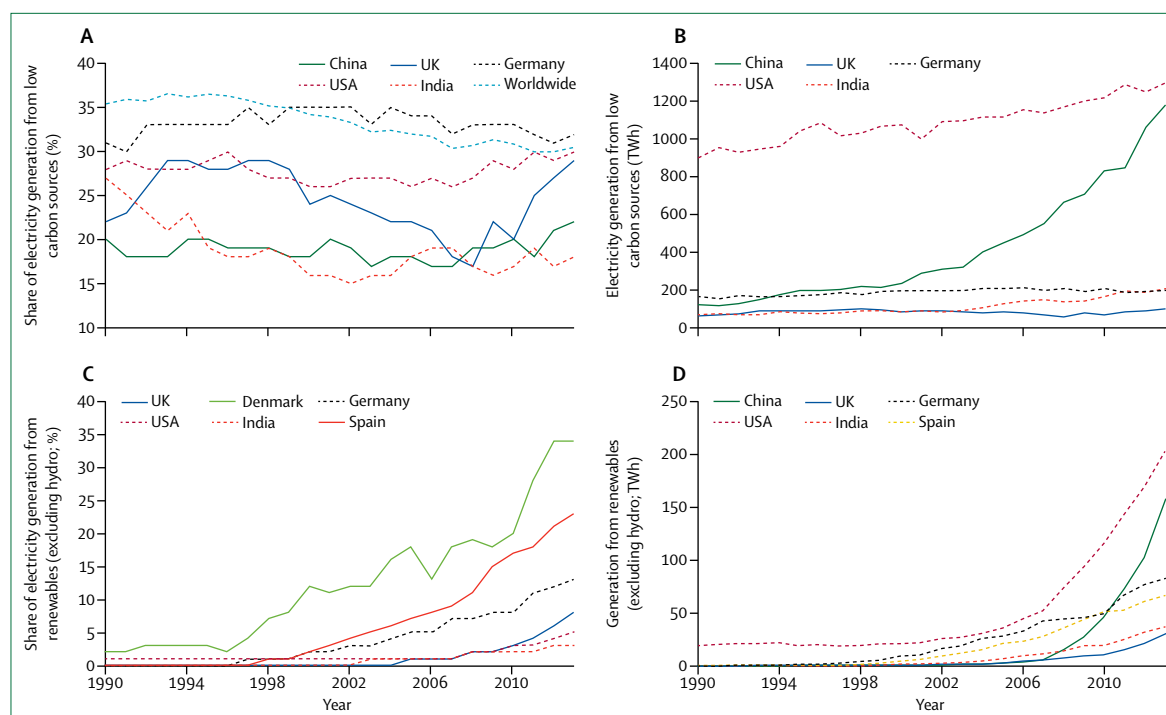 A
China UK Germany
USA India Worldwide
Share of electricity generation from low
carbon sources (%)
40
35
30
25
20
15
10
B
China UK Germany
USA India
Electricity generation from low
carbon sources (TWh)
1400
1200
1000
800
600
400
200
0
C
UK Denmark Germany
USA India Spain
Share of electricity generation from
renewables (excluding hydro; %)
40
35
30
25
20
15
10
5
0
1990 1994 1998 2002 2006 2010
Year
D
China UK Germany
USA India Spain
Generation from renewables
(excluding hydro; TWh)
250
200
150
100
50
0
1990 1994 1998 2002 2006 2010
Year